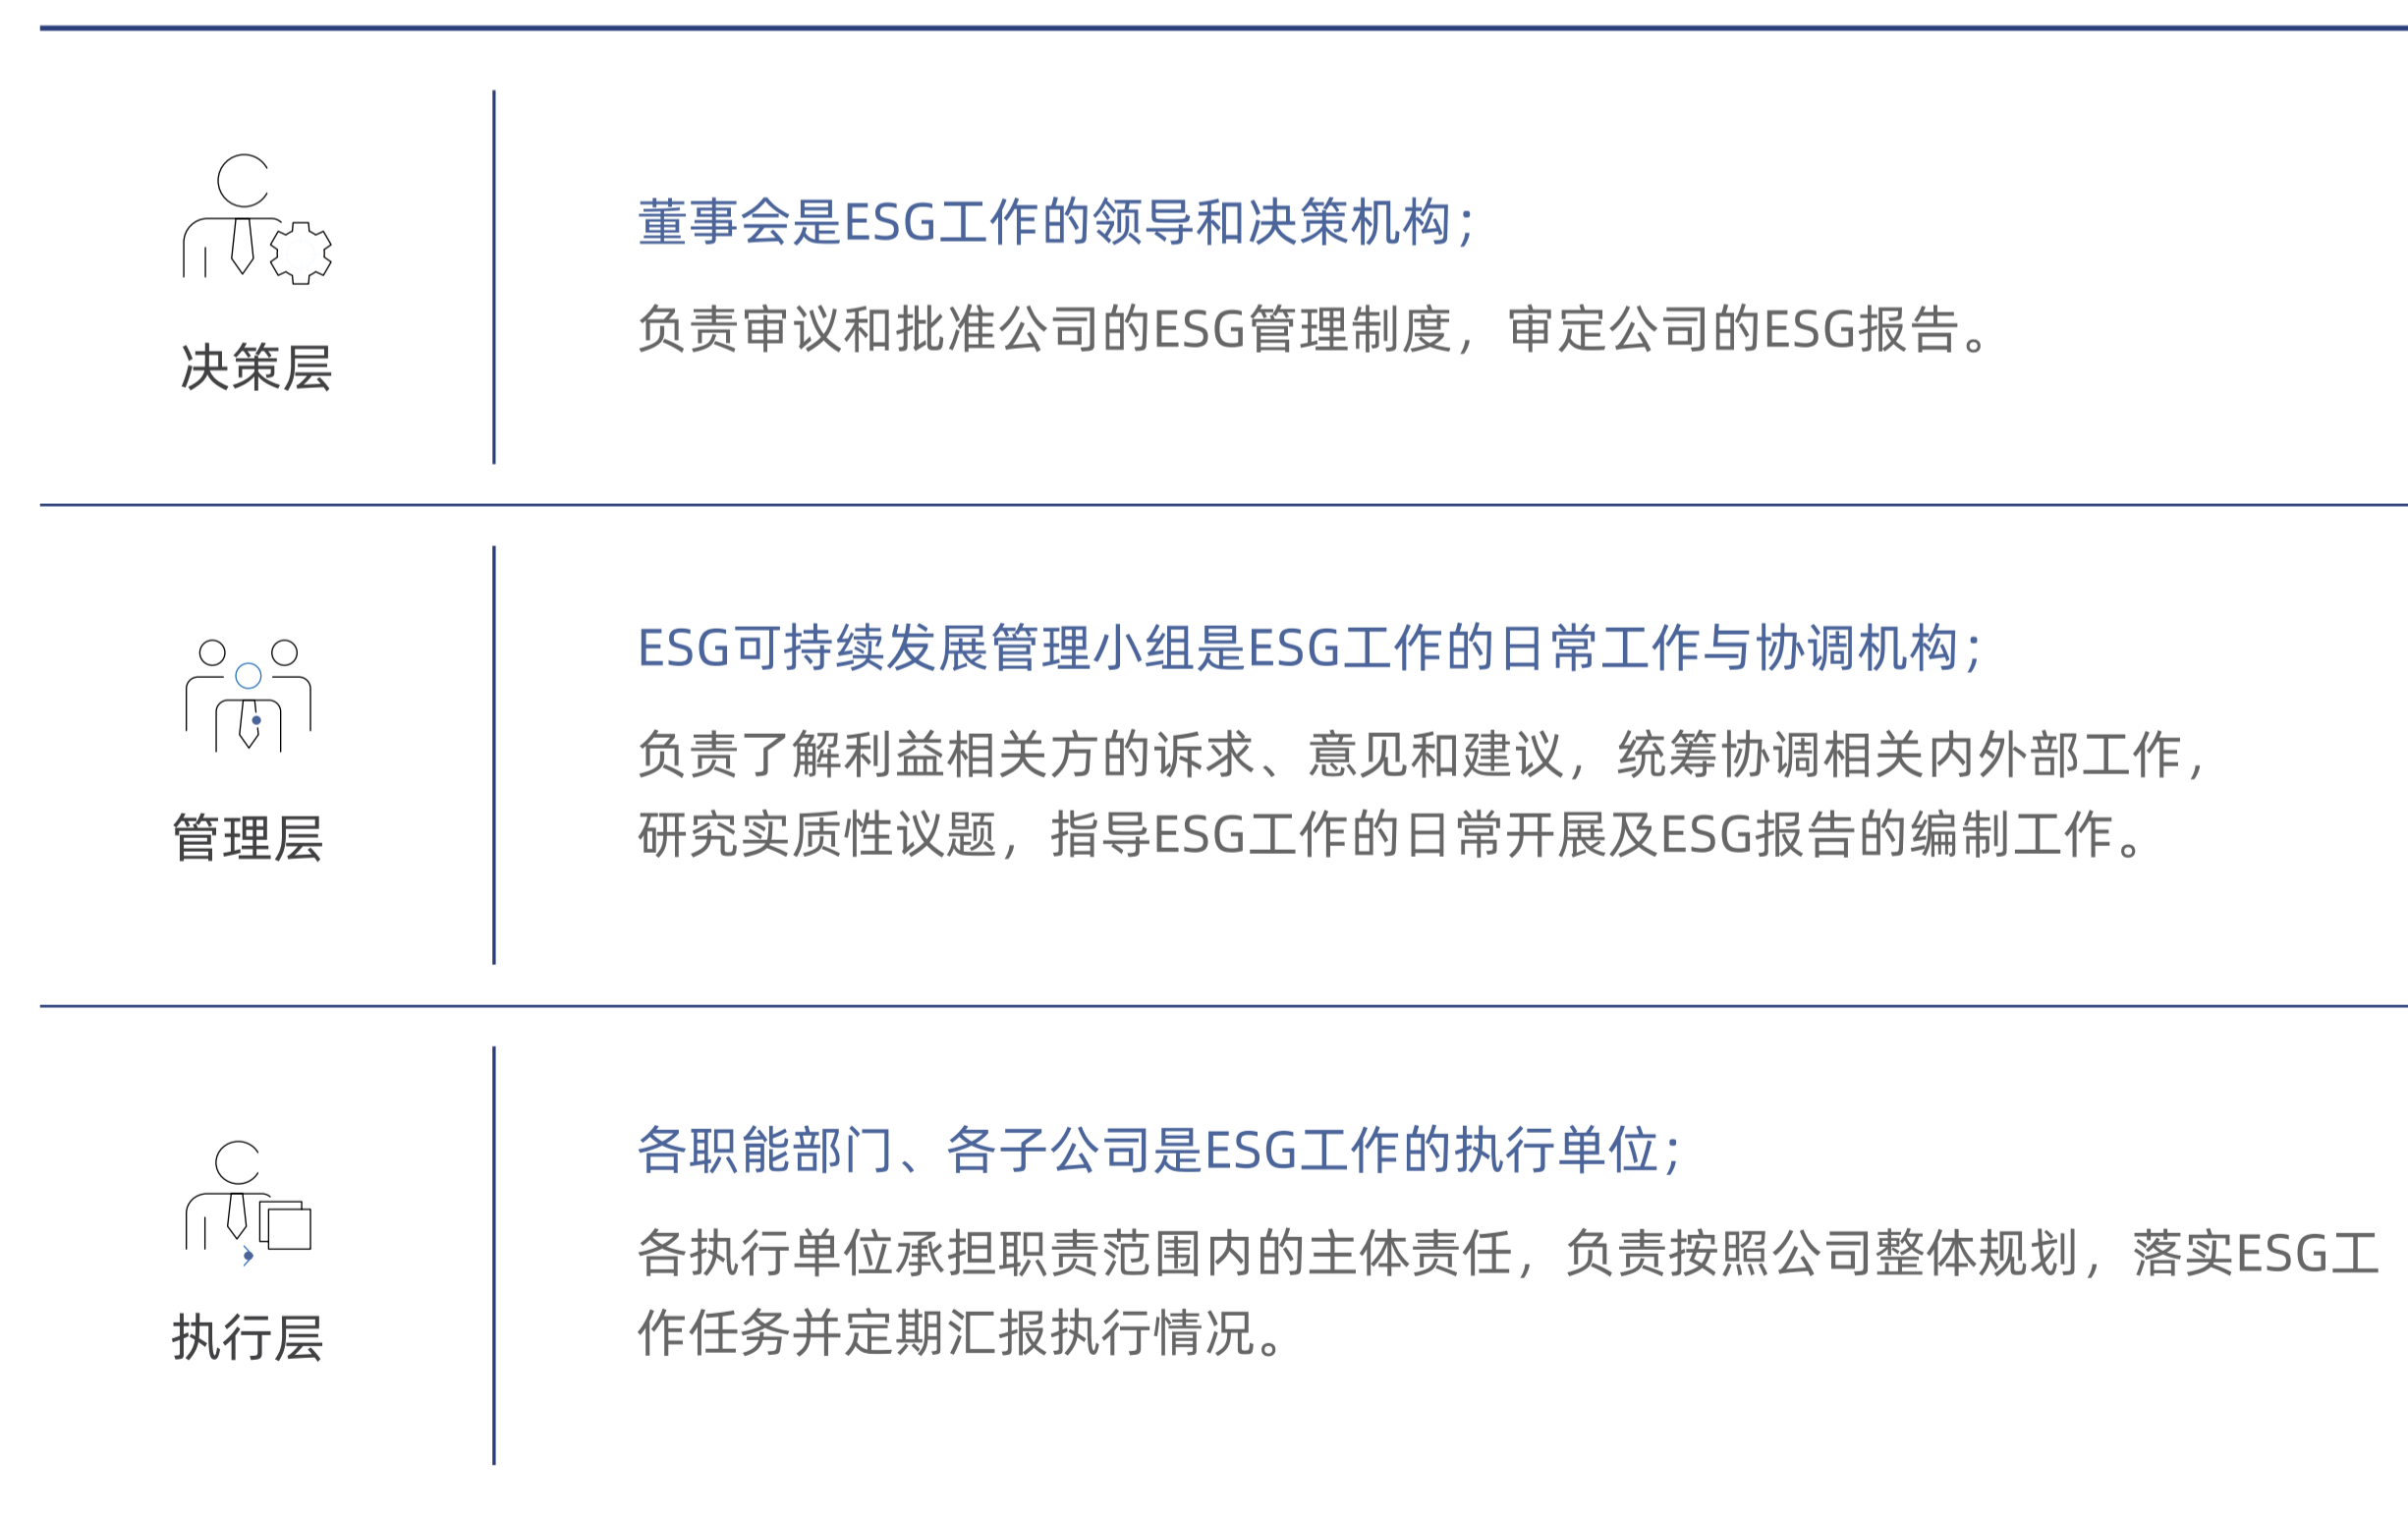 董事会是ESG工作的领导和决策机构；
负责审议和批准公司的ESG管理制度，审定公司的ESG报告。
决策层
ESG可持续发展管理小组是ESG工作的日常工作与协调机构；
负责了解和利益相关方的诉求、意见和建议，统筹协调相关内外部工作，
研究实质性议题，指导ESG工作的日常开展及ESG报告的编制工作。
管理层
各职能部门、各子公司是ESG工作的执行单位；
各执行单位承担职责范围内的工作主体责任，负责按照公司整体规划，落实ESG工
作任务并定期汇报执行情况。
执行层